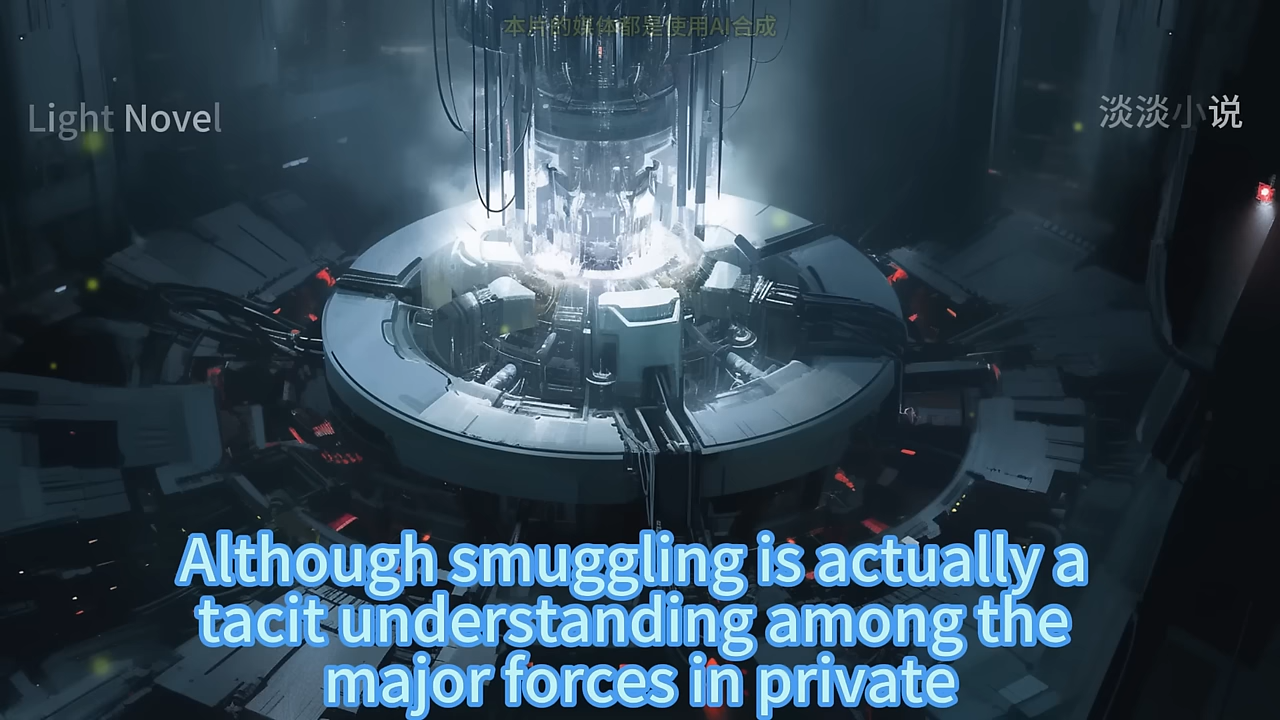 本片的媒体都是使用AI合成
Light Novel
淡淡小说
Although smuggling is actually a
tacit understanding among the
major forces in private